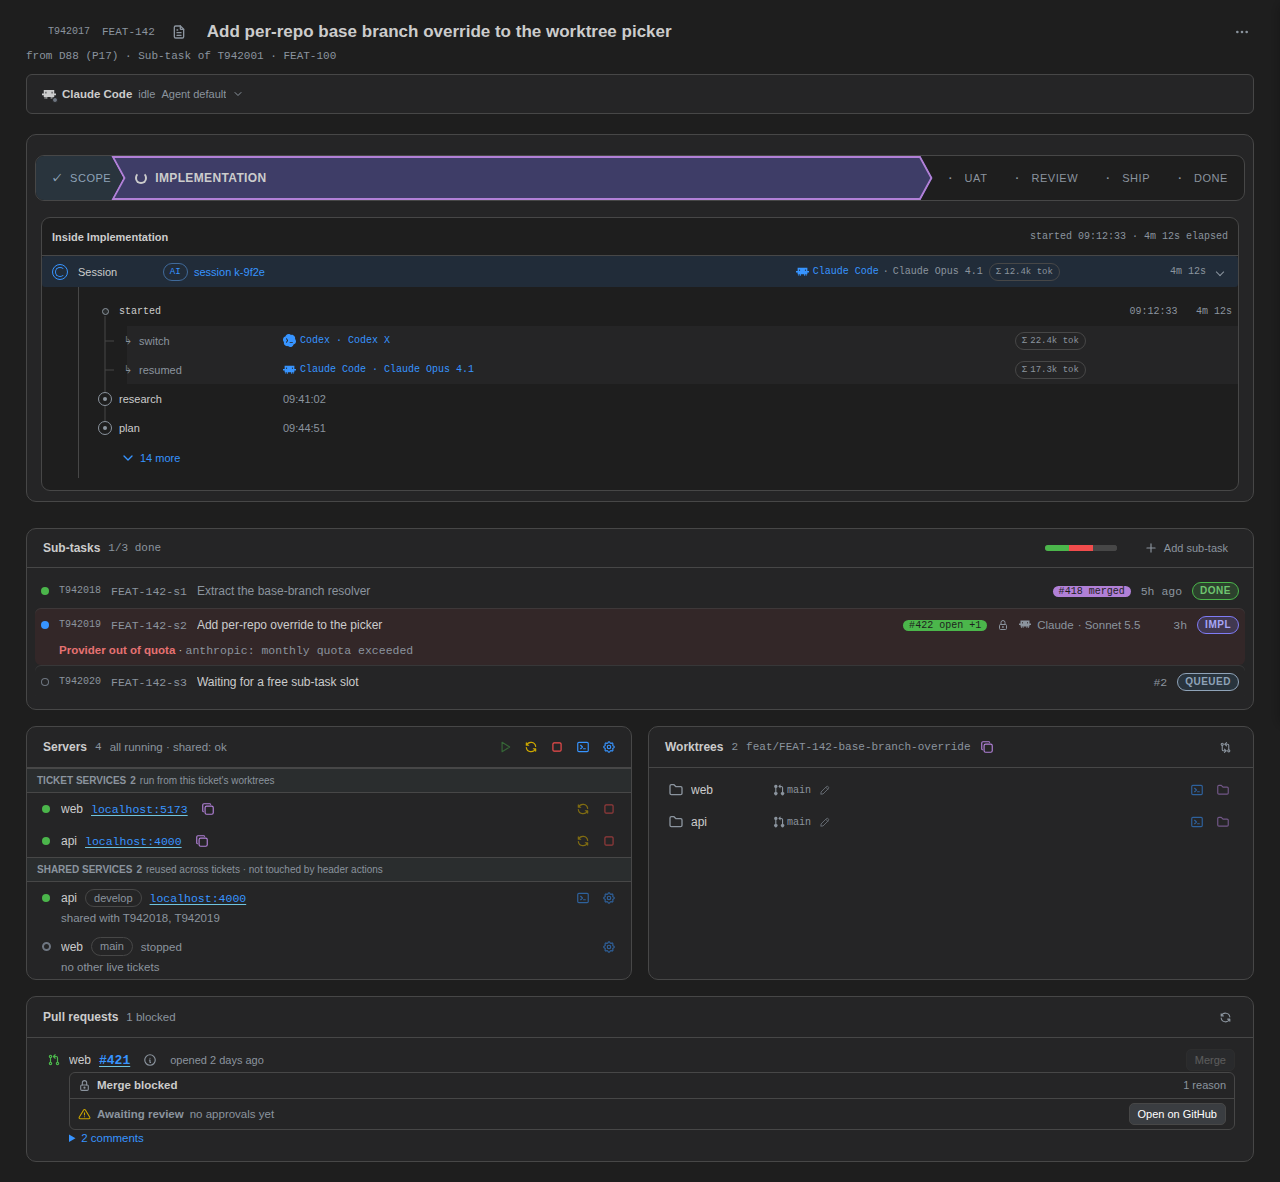 T942017 FEAT-142 Add per-repo base branch override to the worktree picker
from D88 (P17) · Sub-task of T942001 · FEAT-100
Claude Code idle Agent default
SCOPE IMPLEMENTATION · UAT · REVIEW · SHIP · DONE
Inside Implementation started 09:12:33 · 4m 12s elapsed
Session AI session k-9f2e Claude Code · Claude Opus 4.1 Σ 12.4k tok 4m 12s
started 09:12:33 4m 12s
↳ switch Codex · Codex X Σ 22.4k tok
↳ resumed Claude Code · Claude Opus 4.1 Σ 17.3k tok
research 09:41:02
plan 09:44:51
14 more
Sub-tasks 1/3 done Add sub-task
T942018 FEAT-142-s1 Extract the base-branch resolver #418 merged 5h ago DONE
T942019 FEAT-142-s2 Add per-repo override to the picker #422 open +1 Claude · Sonnet 5.5 3h IMPL
Provider out of quota · anthropic: monthly quota exceeded
T942020 FEAT-142-s3 Waiting for a free sub-task slot #2 QUEUED
Servers 4 all running · shared: ok
TICKET SERVICES 2 run from this ticket's worktrees
web localhost:5173
api localhost:4000
SHARED SERVICES 2 reused across tickets · not touched by header actions
api develop localhost:4000
shared with T942018, T942019
web main stopped
no other live tickets
Worktrees 2 feat/FEAT-142-base-branch-override
web main
api main
Pull requests 1 blocked
web #421 opened 2 days ago Merge
Merge blocked 1 reason
Awaiting review no approvals yet Open on GitHub
2 comments